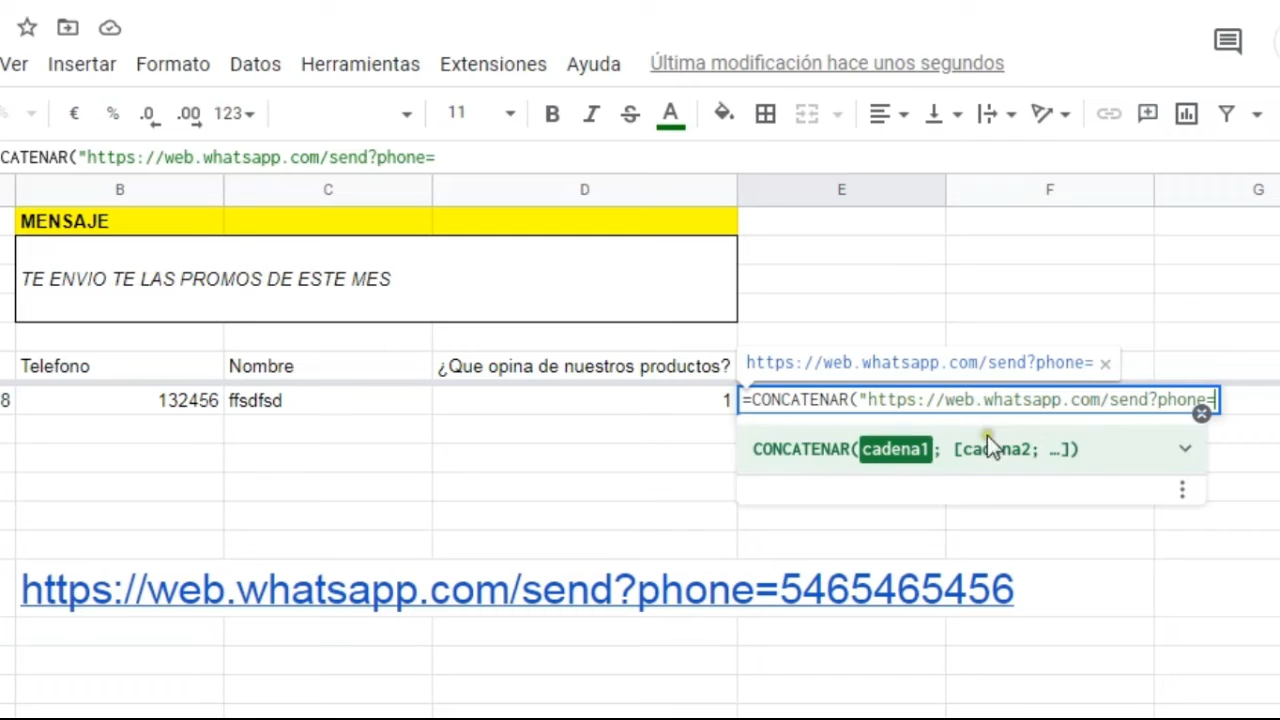 Ver Insertar Formato Datos Herramientas Extensiones Ayuda Última modificación hace unos segundos
€ % .0 .00 123 11 B I S A
CATENAR("https://web.whatsapp.com/send?phone=
B C D E F G
MENSAJE
TE ENVIO TE LAS PROMOS DE ESTE MES
Telefono Nombre ¿Que opina de nuestros productos? https://web.whatsapp.com/send?phone= ×
8 132456 ffsdfsd 1 =CONCATENAR("https://web.whatsapp.com/send?phone=
CONCATENAR(cadena1; [cadena2; …])
https://web.whatsapp.com/send?phone=5465465456